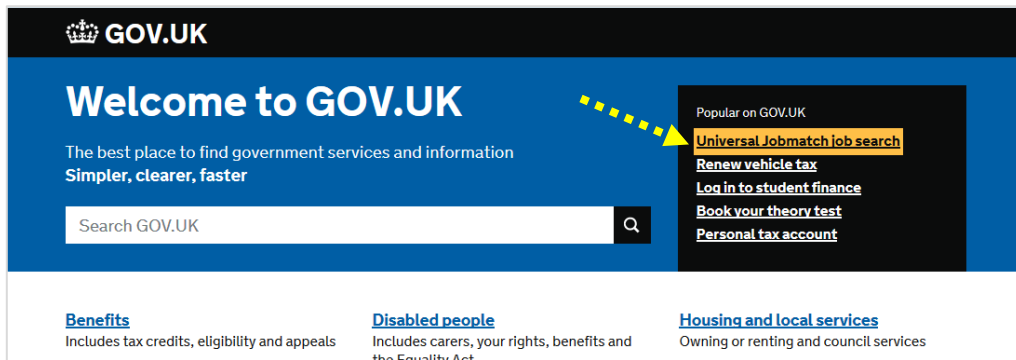 GOV.UK
Welcome to GOV.UK
The best place to find government services and information
Simpler, clearer, faster
Search GOV.UK
Popular on GOV.UK
Universal Jobmatch job search
Renew vehicle tax
Log in to student finance
Book your theory test
Personal tax account
Benefits
Includes tax credits, eligibility and appeals
Disabled people
Includes carers, your rights, benefits and
the Equality Act
Housing and local services
Owning or renting and council services